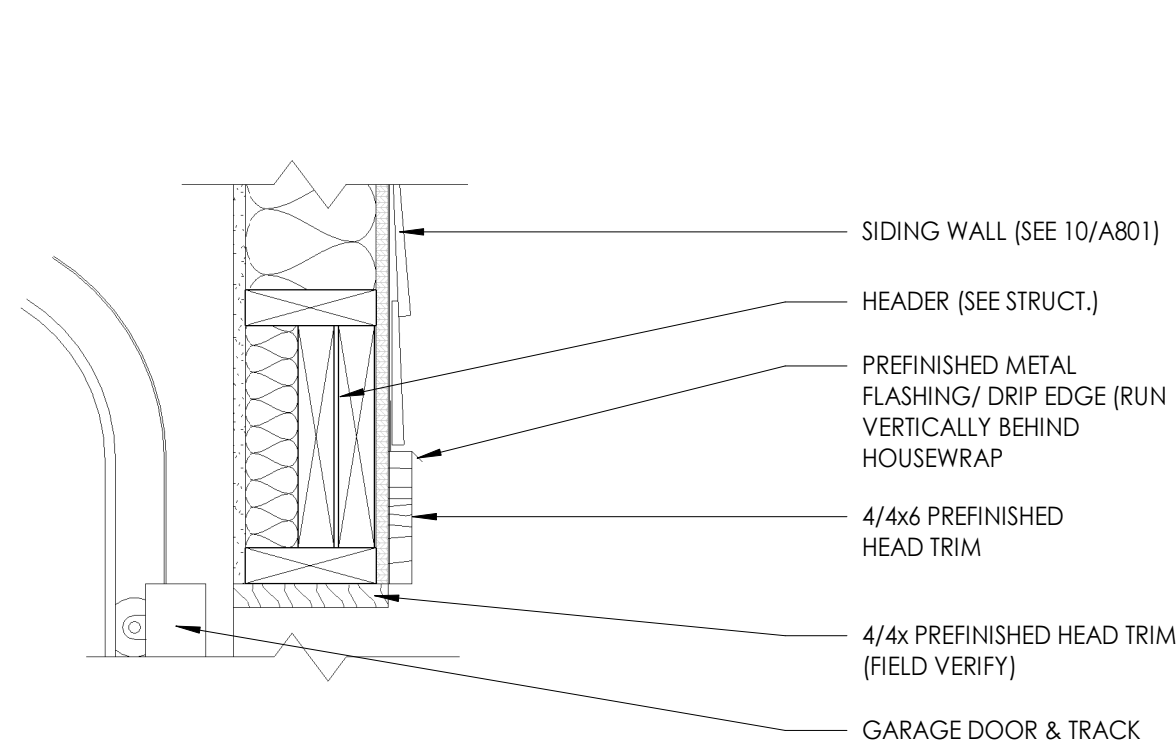 SIDING WALL (SEE 10/A801)
HEADER (SEE STRUCT.)
PREFINISHED METAL
FLASHING/ DRIP EDGE (RUN
VERTICALLY BEHIND
HOUSEWRAP
4/4x6 PREFINISHED
HEAD TRIM
4/4x PREFINISHED HEAD TRIM
(FIELD VERIFY)
GARAGE DOOR & TRACK